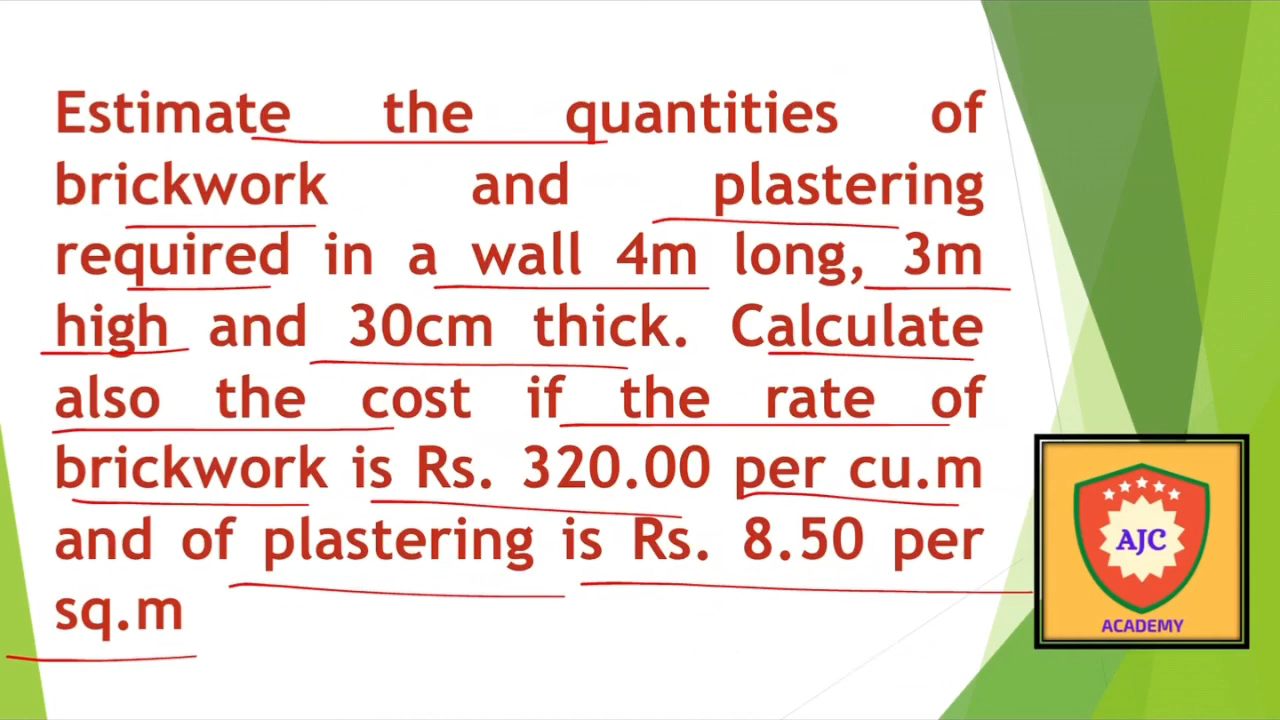 Estimate the quantities of
brickwork and plastering
required in a wall 4m long, 3m
high and 30cm thick. Calculate
also the cost if the rate of
brickwork is Rs. 320.00 per cu.m
and of plastering is Rs. 8.50 per
sq.m
AJC
ACADEMY